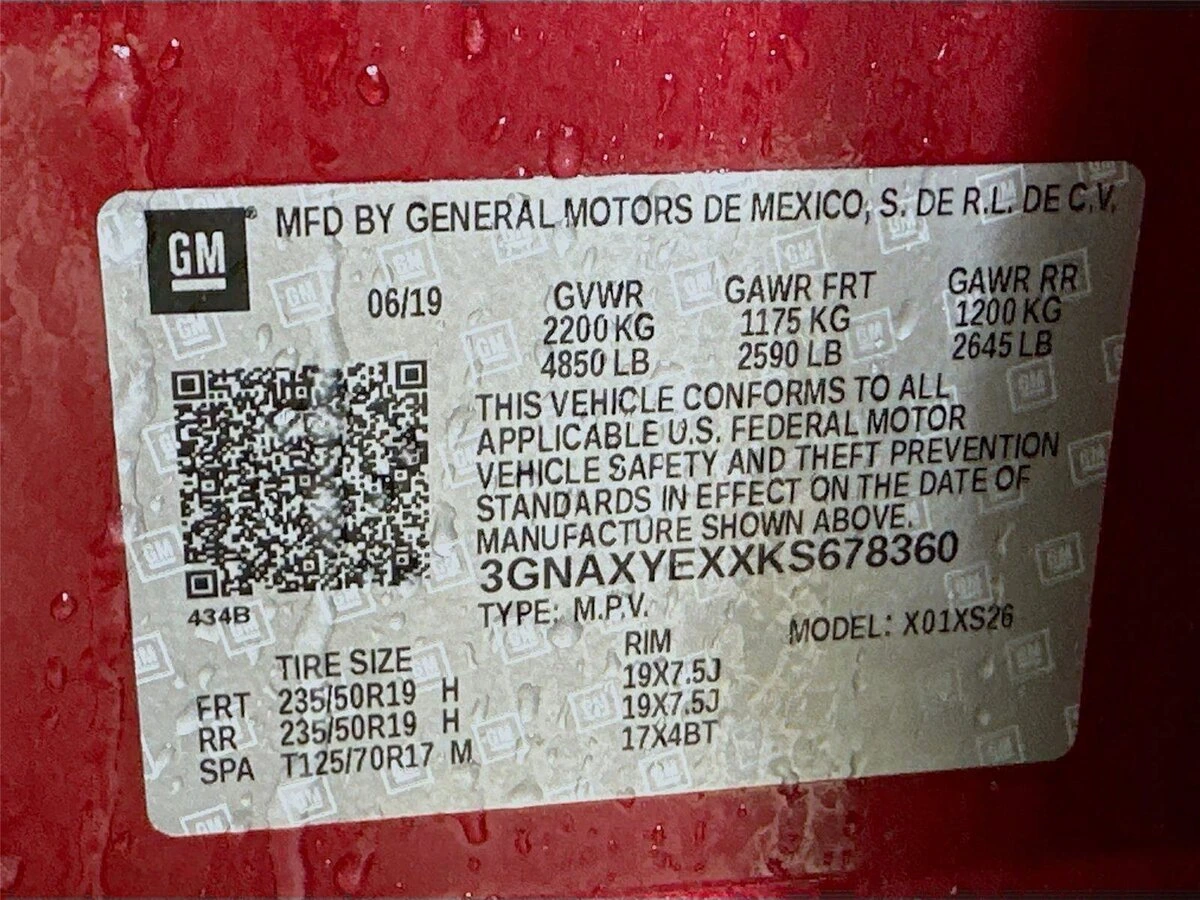 GM
MFD BY GENERAL MOTORS DE MEXICO, S. DE R.L. DE C.V.
06/19
GVWR GAWR FRT GAWR RR
2200 KG 1175 KG 1200 KG
4850 LB 2590 LB 2645 LB
THIS VEHICLE CONFORMS TO ALL
APPLICABLE U.S. FEDERAL MOTOR
VEHICLE SAFETY AND THEFT PREVENTION
STANDARDS IN EFFECT ON THE DATE OF
MANUFACTURE SHOWN ABOVE.
3GNAXYEXXKS678360
434B
TYPE: M.P.V. MODEL: X01XS26
TIRE SIZE RIM
FRT 235/50R19 H 19X7.5J
RR 235/50R19 H 19X7.5J
SPA T125/70R17 M 17X4BT